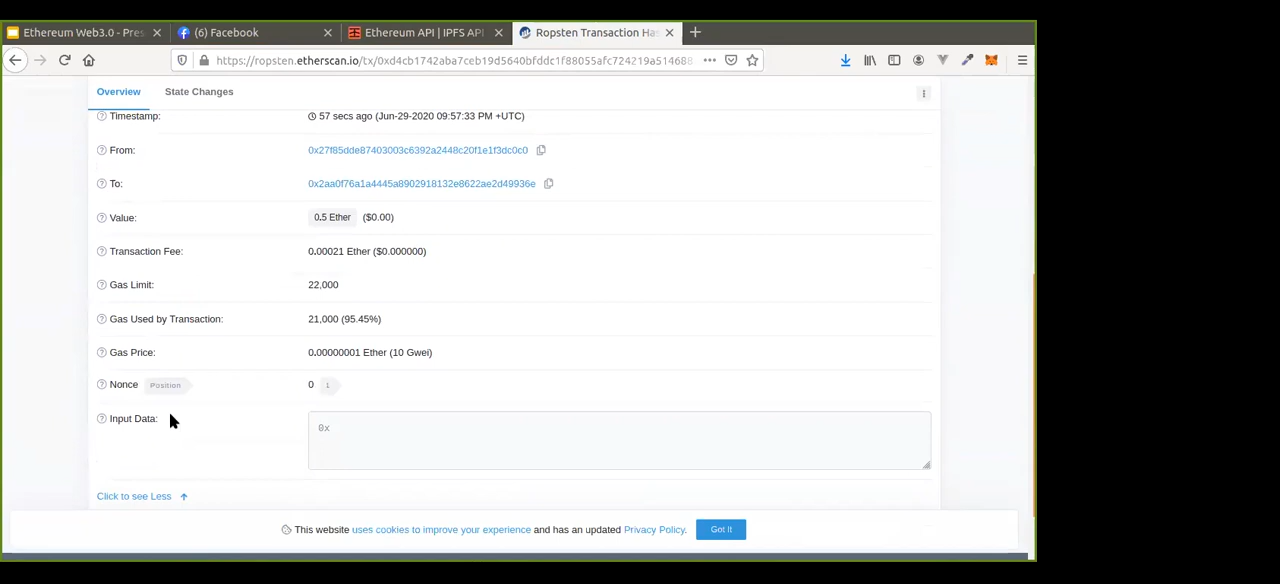 Ethereum Web3.0 - Pres
(6) Facebook
Ethereum API | IPFS API
Ropsten Transaction Has
https://ropsten.etherscan.io/tx/0xd4cb1742aba7ceb19d5640bfddc1f88055afc724219a514688
Overview
State Changes
Timestamp:
57 secs ago (Jun-29-2020 09:57:33 PM +UTC)
From:
0x27f85dde87403003c6392a2448c20f1e1f3dc0c0
To:
0x2aa0f76a1a4445a8902918132e8622ae2d49936e
Value:
0.5 Ether ($0.00)
Transaction Fee:
0.00021 Ether ($0.000000)
Gas Limit:
22,000
Gas Used by Transaction:
21,000 (95.45%)
Gas Price:
0.00000001 Ether (10 Gwei)
Nonce Position
0 1
Input Data:
0x
Click to see Less
This website uses cookies to improve your experience and has an updated Privacy Policy.
Got It